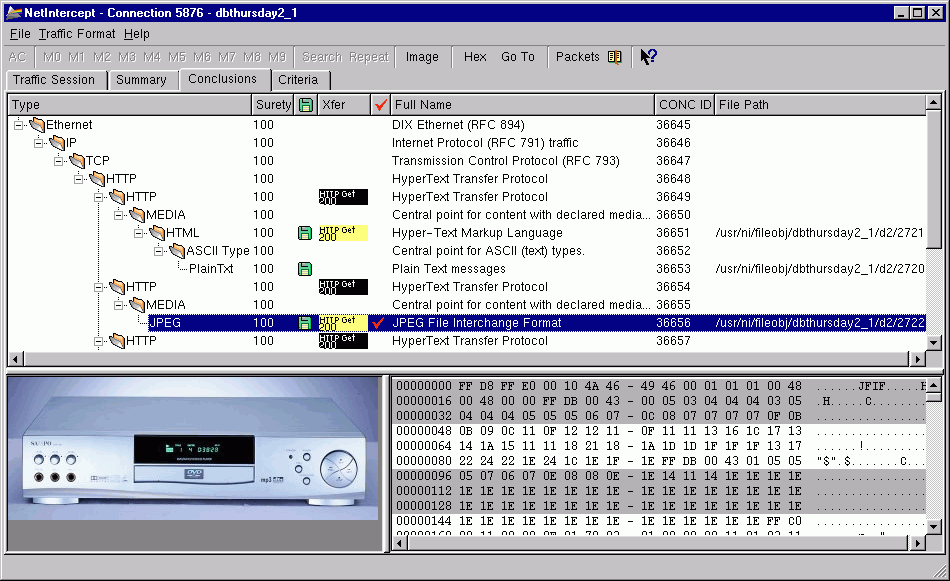 NetIntercept - Connection 5876 - dbthursday2_1
File Traffic Format Help
AC M0 M1 M2 M3 M4 M5 M6 M7 M8 M9 Search Repeat Image Hex Go To Packets
Traffic Session Summary Conclusions Criteria
Type Surety Xfer Full Name CONC ID File Path
Ethernet 100 DIX Ethernet (RFC 894) 36645
IP 100 Internet Protocol (RFC 791) traffic 36646
TCP 100 Transmission Control Protocol (RFC 793) 36647
HTTP 100 HyperText Transfer Protocol 36648
HTTP 100 HTTP Get 200 HyperText Transfer Protocol 36649
MEDIA 100 Central point for content with declared media... 36650
HTML 100 HTTP Get 200 Hyper-Text Markup Language 36651 /usr/ni/fileobj/dbthursday2_1/d2/2721
ASCII Type 100 Central point for ASCII (text) types. 36652
PlainTxt 100 Plain Text messages 36653 /usr/ni/fileobj/dbthursday2_1/d2/2720
HTTP 100 HTTP Get 200 HyperText Transfer Protocol 36654
MEDIA 100 Central point for content with declared media... 36655
JPEG 100 HTTP Get 200 JPEG File Interchange Format 36656 /usr/ni/fileobj/dbthursday2_1/d2/2722
HTTP 100 HTTP Get 200 HyperText Transfer Protocol 36657
00000000 FF D8 FF E0 00 10 4A 46 - 49 46 00 01 01 01 00 48 ......JFIF.....H
00000016 00 48 00 00 FF DB 00 43 - 00 05 03 04 04 04 03 05 .H.....C........
00000032 04 04 04 05 05 05 06 07 - 0C 08 07 07 07 07 0F 0B ................
00000048 0B 09 0C 11 0F 12 12 11 - 0F 11 11 13 16 1C 17 13 ................
00000064 14 1A 15 11 11 18 21 18 - 1A 1D 1D 1F 1F 1F 13 17 ......!.........
00000080 22 24 22 1E 24 1C 1E 1F - 1E FF DB 00 43 01 05 05 "$".$.......C...
00000096 05 07 06 07 0E 08 08 0E - 1E 14 11 14 1E 1E 1E 1E ................
00000112 1E 1E 1E 1E 1E 1E 1E 1E - 1E 1E 1E 1E 1E 1E 1E 1E ................
00000128 1E 1E 1E 1E 1E 1E 1E 1E - 1E 1E 1E 1E 1E 1E 1E 1E ................
00000144 1E 1E 1E 1E 1E 1E 1E 1E - 1E 1E 1E 1E 1E 1E FF C0 ................
DVD
mp3